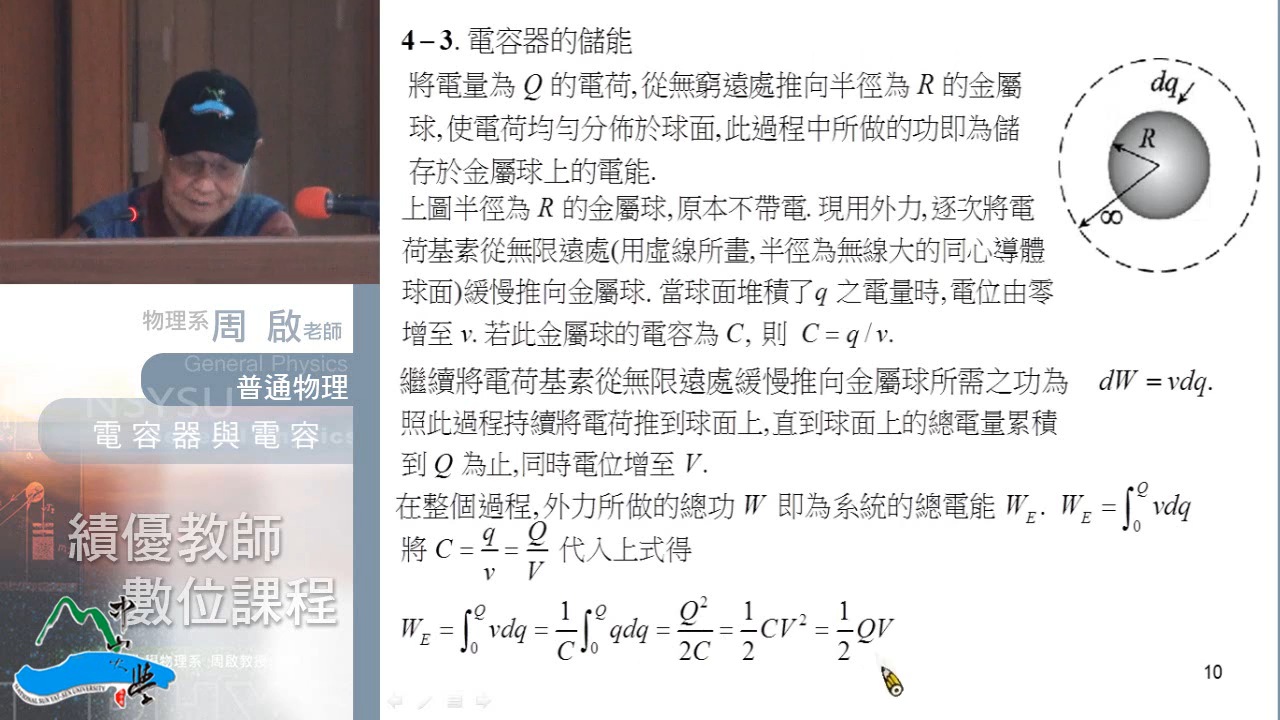 4-3. 電容器的儲能
將電量為 Q 的電荷,從無窮遠處推向半徑為 R 的金屬
球,使電荷均勻分佈於球面,此過程中所做的功即為儲
存於金屬球上的電能.
上圖半徑為 R 的金屬球,原本不帶電. 現用外力,逐次將電
荷基素從無限遠處(用虛線所畫,半徑為無線大的同心導體
球面)緩慢推向金屬球. 當球面堆積了q 之電量時,電位由零
增至 v. 若此金屬球的電容為 C, 則 C = q / v.
繼續將電荷基素從無限遠處緩慢推向金屬球所需之功為 dW = vdq.
照此過程持續將電荷推到球面上,直到球面上的總電量累積
到 Q 為止,同時電位增至 V.
在整個過程,外力所做的總功 W 即為系統的總電能 W_E. W_E = ∫_0^Q vdq
將 C = q/v = Q/V 代入上式得
W_E = ∫_0^Q vdq = 1/C ∫_0^Q qdq = Q²/2C = 1/2 CV² = 1/2 QV
dq
R
∞
10
物理系 周 啟 老師
General Physics
普通物理
NSYSU
電容器與電容
績優教師
數位課程
中山大學
NATIONAL SUN YAT-SEN UNIVERSITY